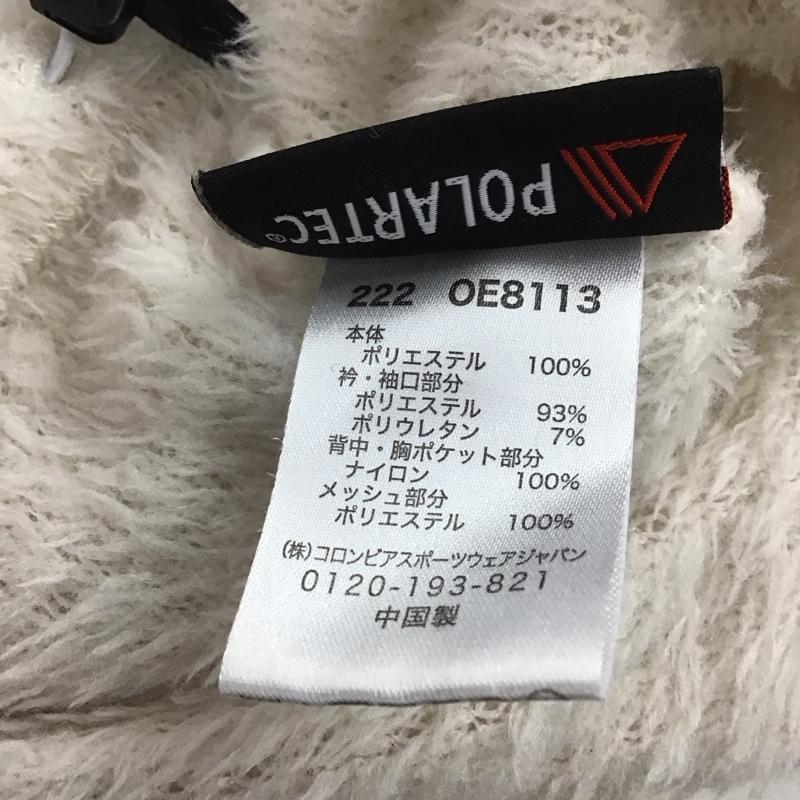 POLARTEC®
222 OE8113
本体
ポリエステル 100%
衿・袖口部分
ポリエステル 93%
ポリウレタン 7%
背中・胸ポケット部分
ナイロン 100%
メッシュ部分
ポリエステル 100%
(株)コロンビアスポーツウェアジャパン
0120-193-821
中国製